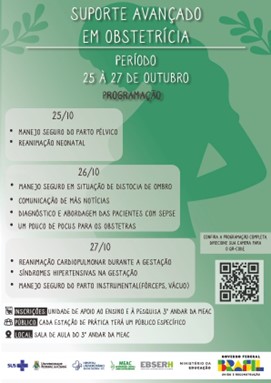 SUPORTE AVANÇADO
EM OBSTETRÍCIA
PERÍODO
25 À 27 DE OUTUBRO
PROGRAMAÇÃO
25/10
• MANEJO SEGURO DO PARTO PÉLVICO
• REANIMAÇÃO NEONATAL
26/10
• MANEJO SEGURO EM SITUAÇÃO DE DISTOCIA DE OMBRO
• COMUNICAÇÃO DE MÁS NOTÍCIAS
• DIAGNÓSTICO E ABORDAGEM DAS PACIENTES COM SEPSE
• UM POUCO DE POCUS PARA OS OBSTETRAS
27/10
• REANIMAÇÃO CARDIOPULMONAR DURANTE A GESTAÇÃO
• SÍNDROMES HIPERTENSIVAS NA GESTAÇÃO
• MANEJO SEGURO DO PARTO INSTRUMENTAL(FÓRCEPS, VÁCUO)
CONFIRA A PROGRAMAÇÃO COMPLETA
DIRECIONE SUA CÂMERA PARA
O QR-CODE
INSCRIÇÕES: UNIDADE DE APOIO AO ENSINO E À PESQUISA 3° ANDAR DA MEAC
PÚBLICO: CADA ESTAÇÃO DE PRÁTICA TERÁ UM PÚBLICO ESPECÍFICO
LOCAL: SALA DE AULA DO 3° ANDAR DA MEAC
SUS
MEAC
EBSERH
MINISTÉRIO DA
EDUCAÇÃO
GOVERNO FEDERAL
BRASIL
UNIÃO E RECONSTRUÇÃO